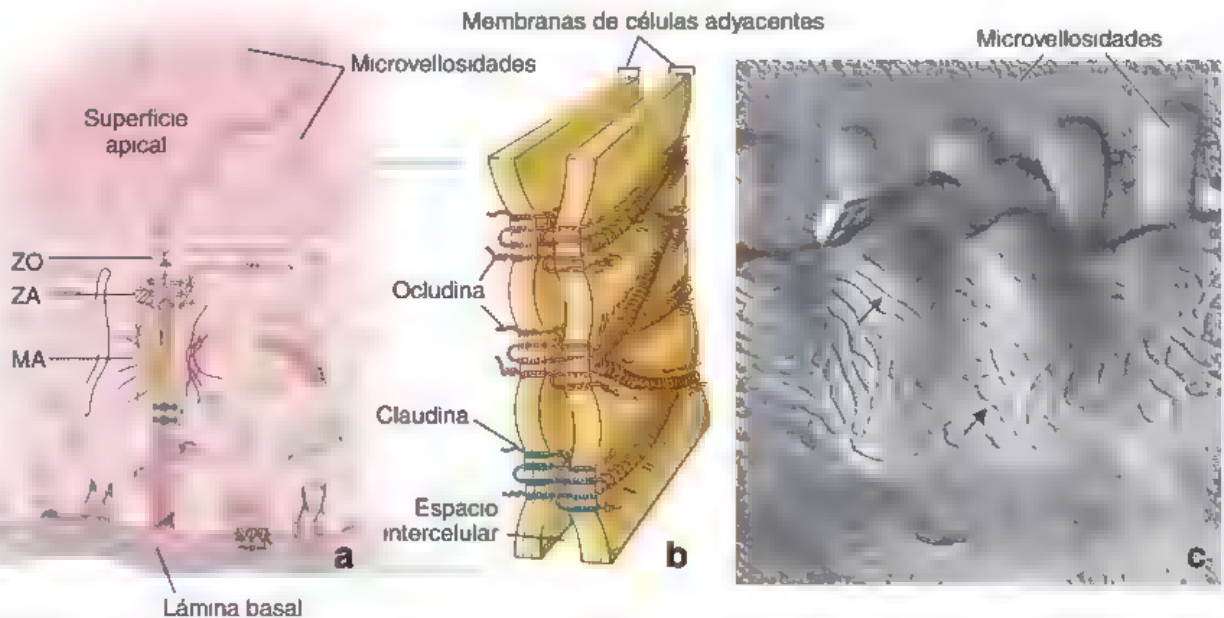 Membranas de células adyacentes
Microvellosidades
Microvellosidades
Superficie
apical
ZO
ZA
MA
Ocludina
Claudina
Espacio
intercelular
a
b
c
Lámina basal